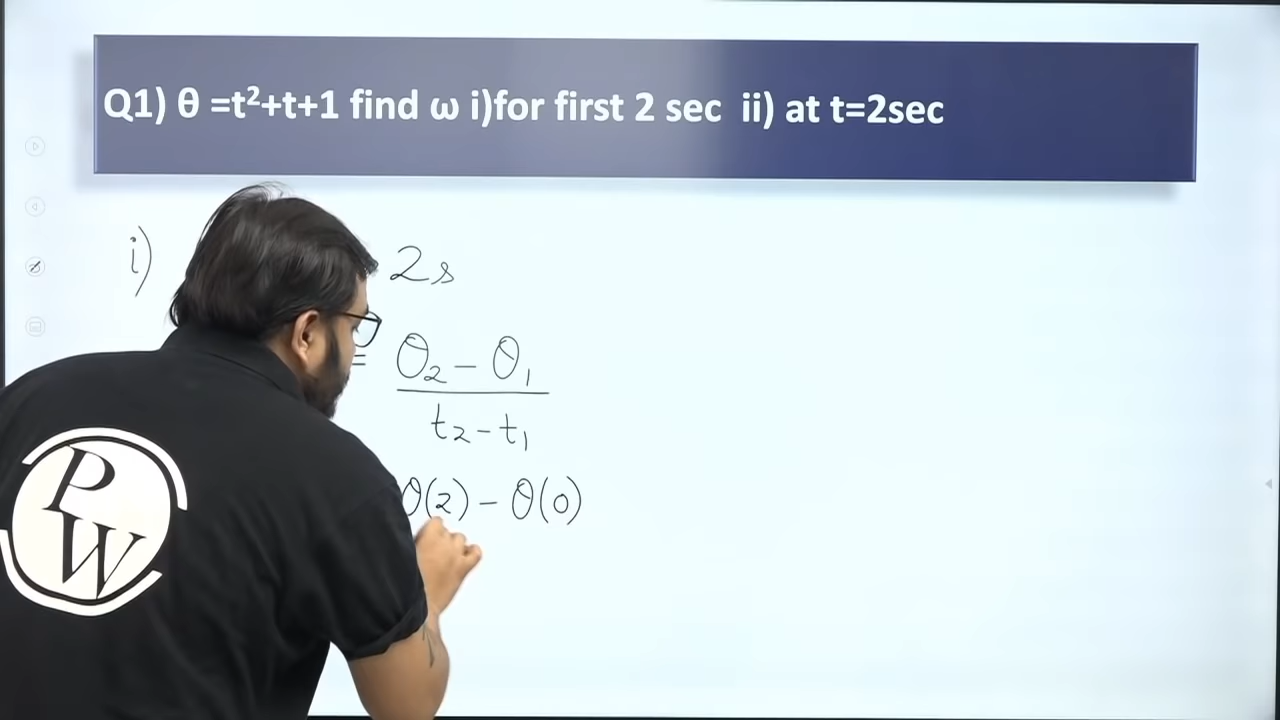 Q1) θ =t²+t+1 find ω i)for first 2 sec ii) at t=2sec
i) 2s
= θ₂ - θ₁
t₂ - t₁
θ(2) - θ(0)
P
W